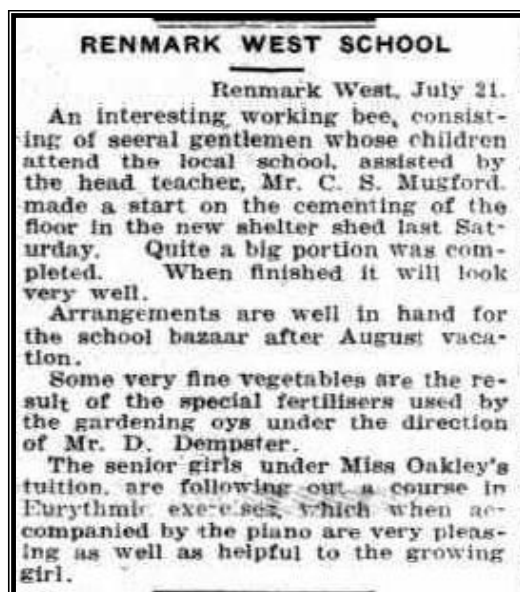 RENMARK WEST SCHOOL
Renmark West, July 21.
An interesting working bee, consist-
ing of seeral gentlemen whose children
attend the local school, assisted by
the head teacher, Mr. C. S. Mugford.
made a start on the cementing of the
floor in the new shelter shed last Sat-
urday. Quite a big portion was com-
pleted. When finished it will look
very well.
Arrangements are well in hand for
the school bazaar after August vaca-
tion.
Some very fine vegetables are the re-
sult of the special fertilisers used by
the gardening oys under the direction
of Mr. D. Dempster.
The senior girls under Miss Oakley's
tuition, are following out a course in
Eurythmic which when ac-
companied by the piano are very pleas-
ing as well as helpful to the growing
girl.